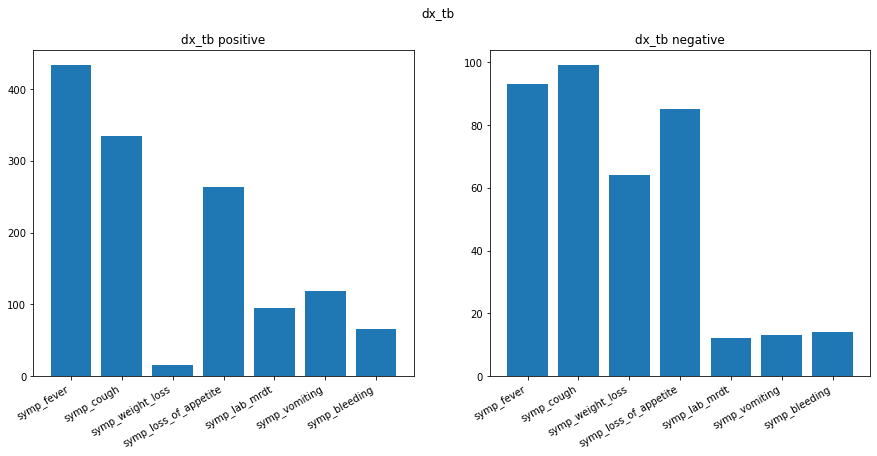 dx_tb
dx_tb positive
400
300
200
100
0
symp_fever
symp_cough
symp_weight_loss
symp_loss_of_appetite
symp_lab_mrdt
symp_vomiting
symp_bleeding
dx_tb negative
100
80
60
40
20
0
symp_fever
symp_cough
symp_weight_loss
symp_loss_of_appetite
symp_lab_mrdt
symp_vomiting
symp_bleeding